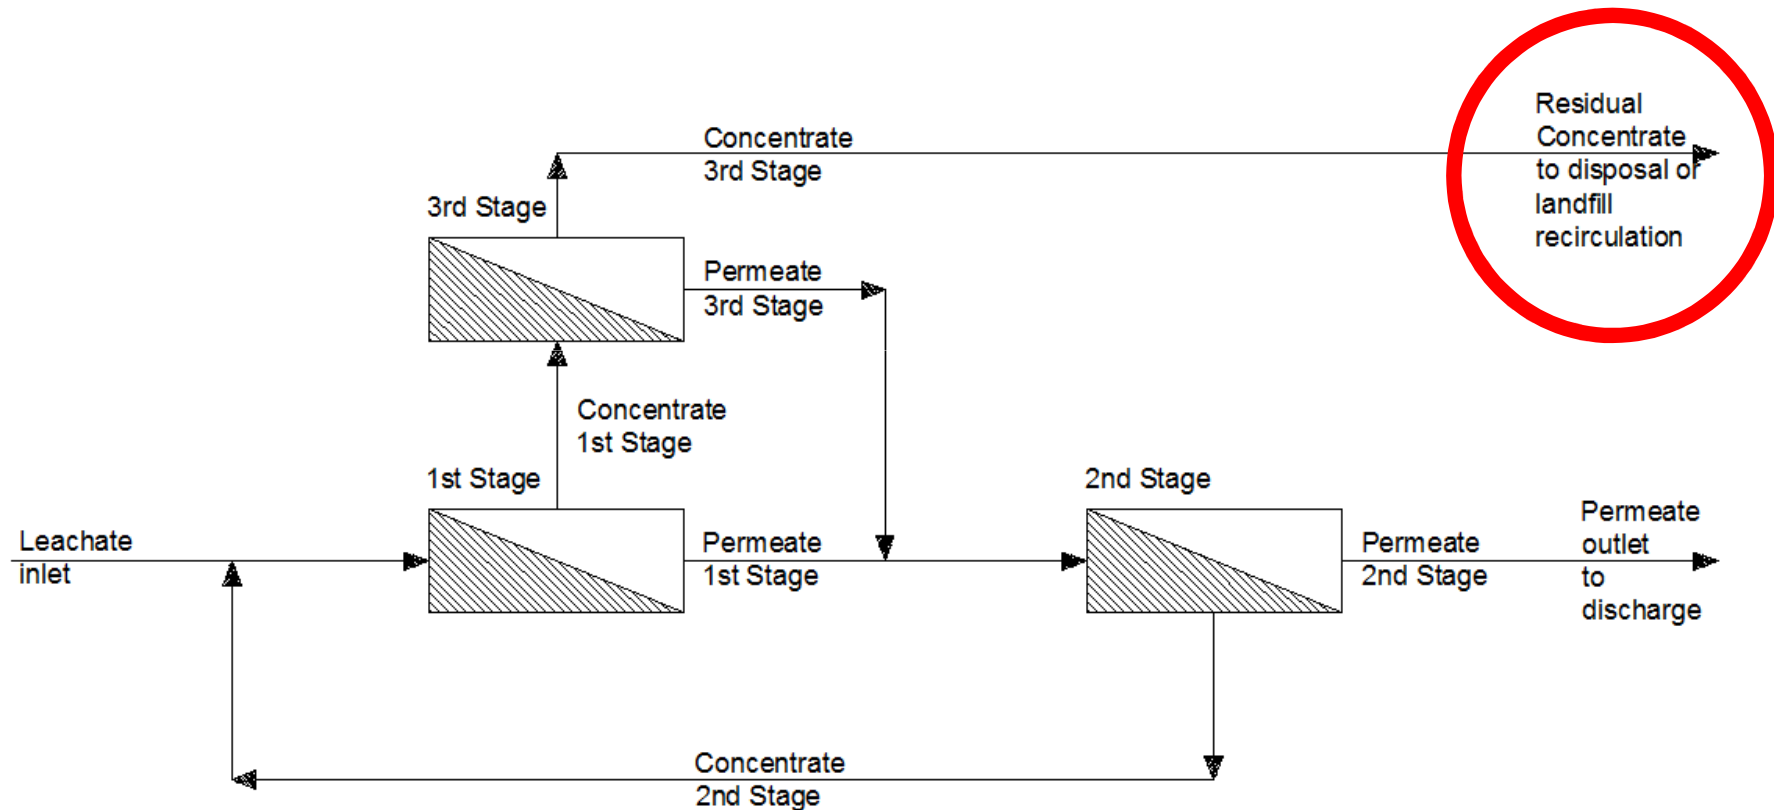 Residual
Concentrate
to disposal or
landfill
recirculation
Concentrate
3rd Stage
3rd Stage
Permeate
3rd Stage
Concentrate
1st Stage
1st Stage
2nd Stage
Leachate
inlet
Permeate
1st Stage
Permeate
2nd Stage
Permeate
outlet
to
discharge
Concentrate
2nd Stage